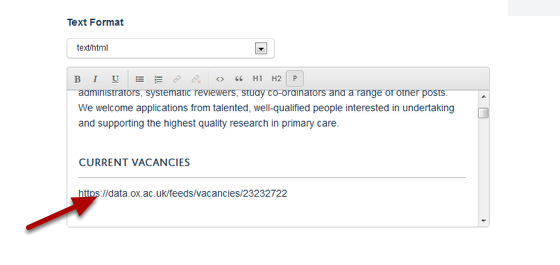 Text Format
text/html
B I U H1 H2 P
administrators, systematic reviewers, study co-ordinators and a range of other posts.
We welcome applications from talented, well-qualified people interested in undertaking
and supporting the highest quality research in primary care.
CURRENT VACANCIES
https://data.ox.ac.uk/feeds/vacancies/23232722